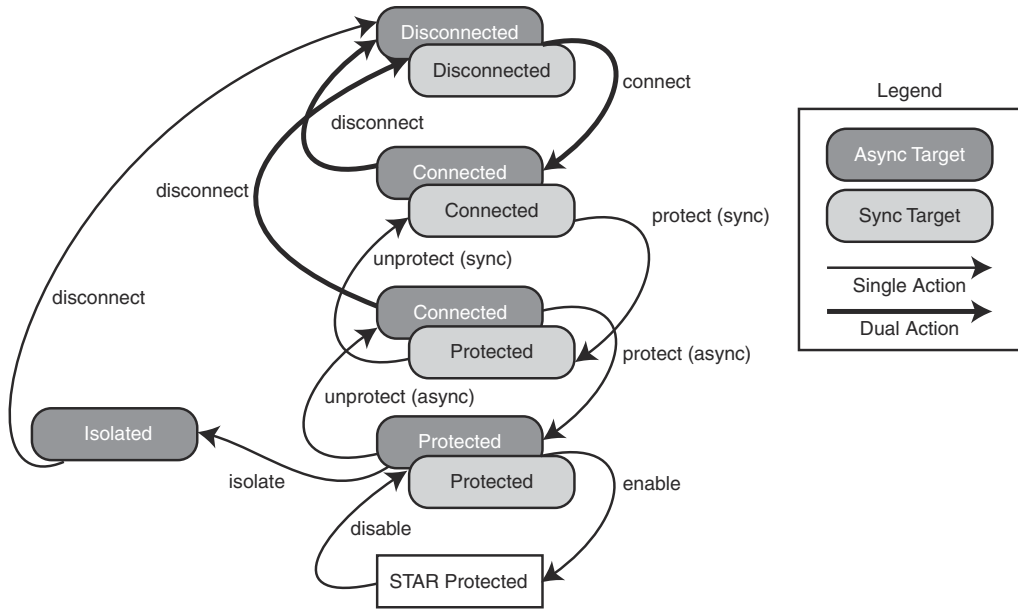 Disconnected
Disconnected
connect
disconnect
Connected
disconnect
Connected
protect (sync)
unprotect (sync)
disconnect
Connected
Protected
protect (async)
unprotect (async)
Isolated
Protected
Protected
isolate
enable
disable
STAR Protected
Legend
Async Target
Sync Target
Single Action
Dual Action